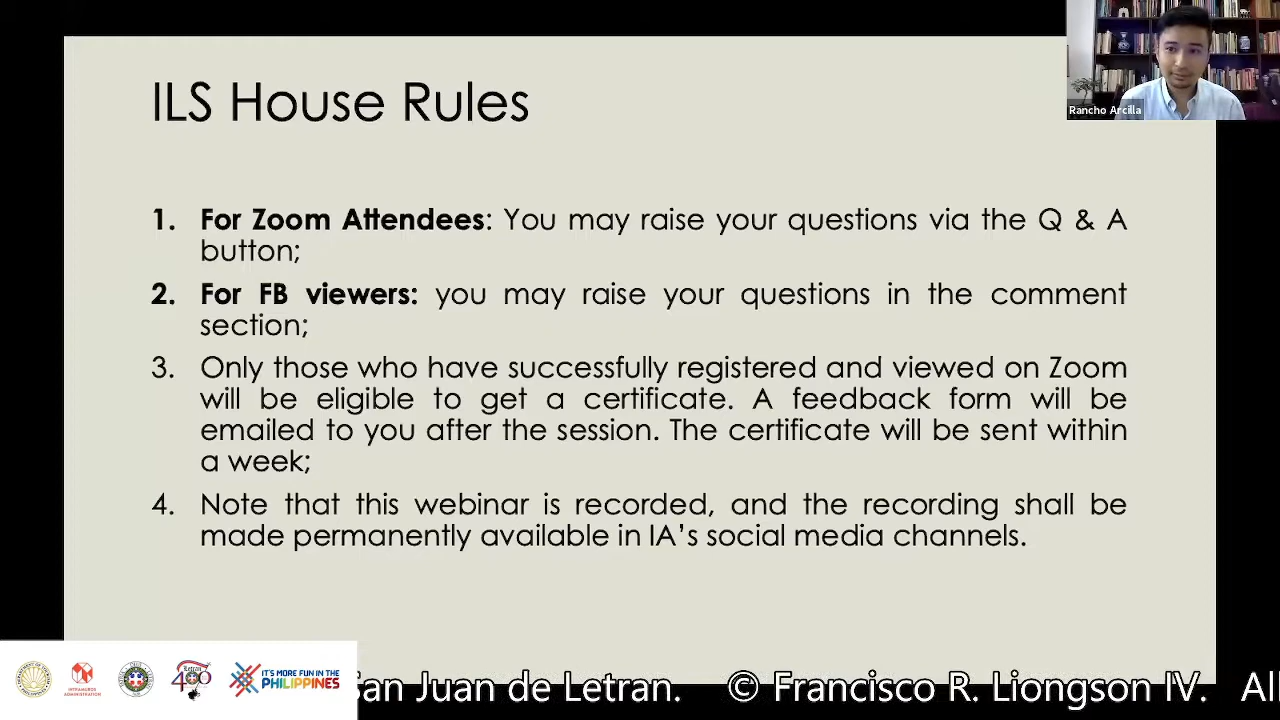 ILS House Rules
Rancho Arcilla
1. For Zoom Attendees: You may raise your questions via the Q & A
button;
2. For FB viewers: you may raise your questions in the comment
section;
3. Only those who have successfully registered and viewed on Zoom
will be eligible to get a certificate. A feedback form will be
emailed to you after the session. The certificate will be sent within
a week;
4. Note that this webinar is recorded, and the recording shall be
made permanently available in IA's social media channels.
INTRAMUROS
ADMINISTRATION
Letran
400
IT'S MORE FUN IN THE
PHILIPPINES
San Juan de Letran. © Francisco R. Liongson IV. Al